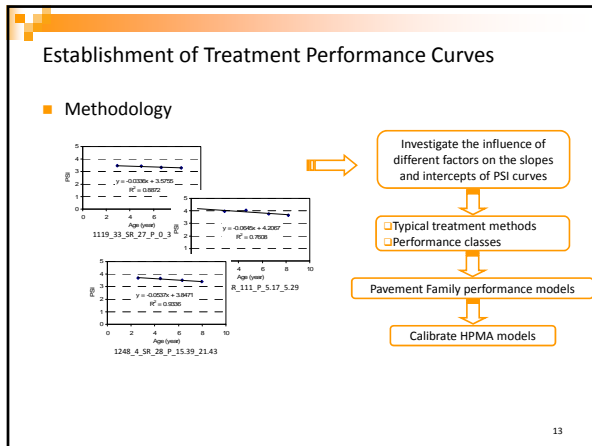 Establishment of Treatment Performance Curves
Methodology
5
4
3
2
1
0
PSI
y = -0.0336x + 3.5755
R² = 0.8872
0 2 4 6
Age (year)
1119_33_SR_27_P_0_3
5
4
3
2
1
0
PSI
y = -0.0645x + 4.2067
R² = 0.7608
0 2 4 6 8 10
Age (year)
R_111_P_5.17_5.29
5
4
3
2
1
0
PSI
y = -0.0537x + 3.8471
R² = 0.9336
0 2 4 6 8 10
Age (year)
1248_4_SR_28_P_15.39_21.43
Investigate the influence of
different factors on the slopes
and intercepts of PSI curves
Typical treatment methods
Performance classes
Pavement Family performance models
Calibrate HPMA models
13